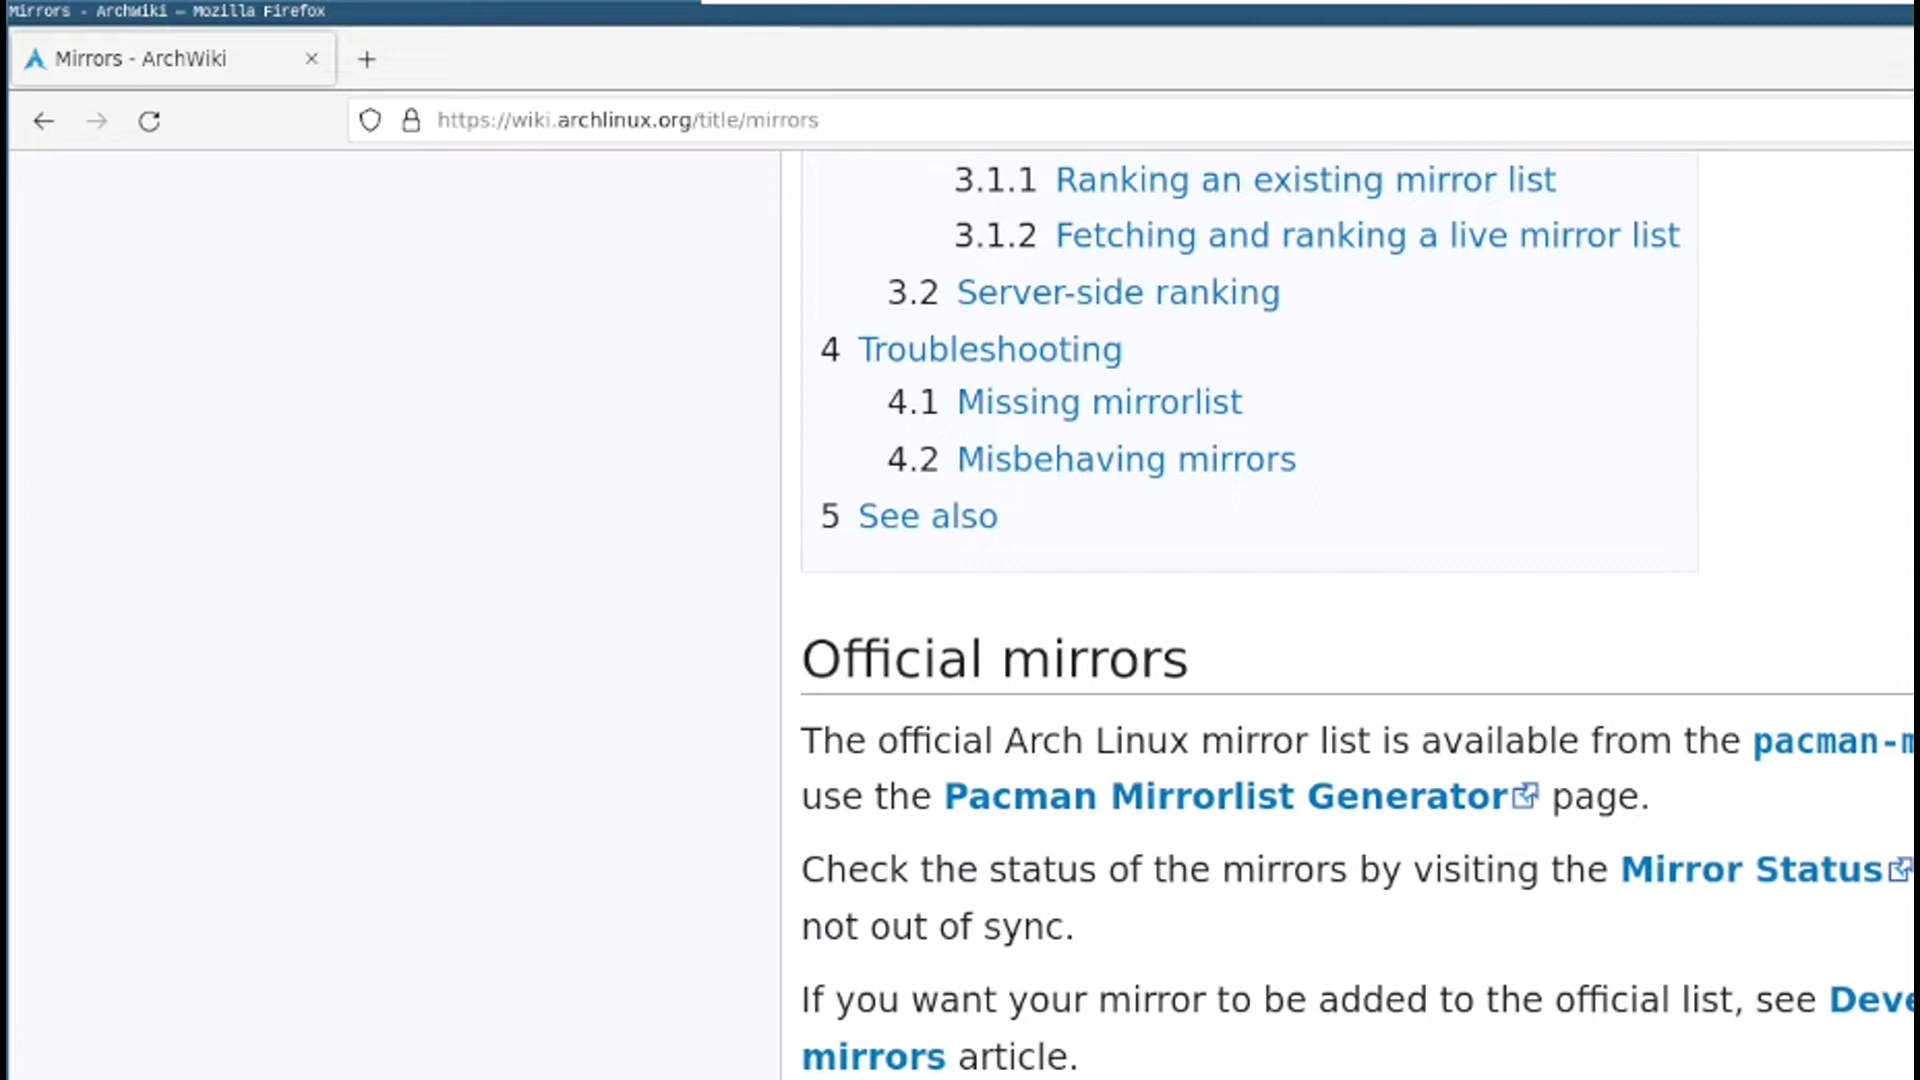 Mirrors - ArchWiki — Mozilla Firefox
Mirrors - ArchWiki
https://wiki.archlinux.org/title/mirrors
3.1.1 Ranking an existing mirror list
3.1.2 Fetching and ranking a live mirror list
3.2 Server-side ranking
4 Troubleshooting
4.1 Missing mirrorlist
4.2 Misbehaving mirrors
5 See also
Official mirrors
The official Arch Linux mirror list is available from the pacman-m
use the Pacman Mirrorlist Generator page.
Check the status of the mirrors by visiting the Mirror Status
not out of sync.
If you want your mirror to be added to the official list, see Deve
mirrors article.